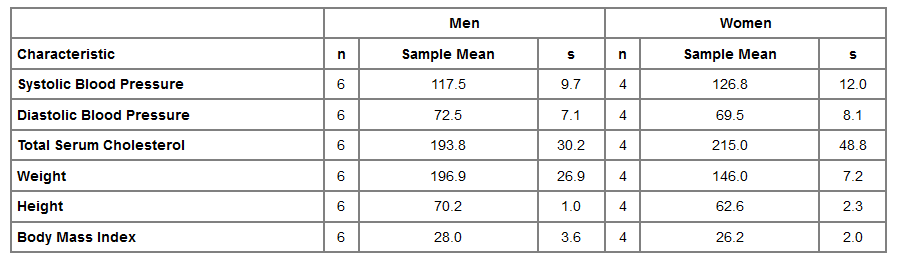 Men Women
Characteristic n Sample Mean s n Sample Mean s
Systolic Blood Pressure 6 117.5 9.7 4 126.8 12.0
Diastolic Blood Pressure 6 72.5 7.1 4 69.5 8.1
Total Serum Cholesterol 6 193.8 30.2 4 215.0 48.8
Weight 6 196.9 26.9 4 146.0 7.2
Height 6 70.2 1.0 4 62.6 2.3
Body Mass Index 6 28.0 3.6 4 26.2 2.0